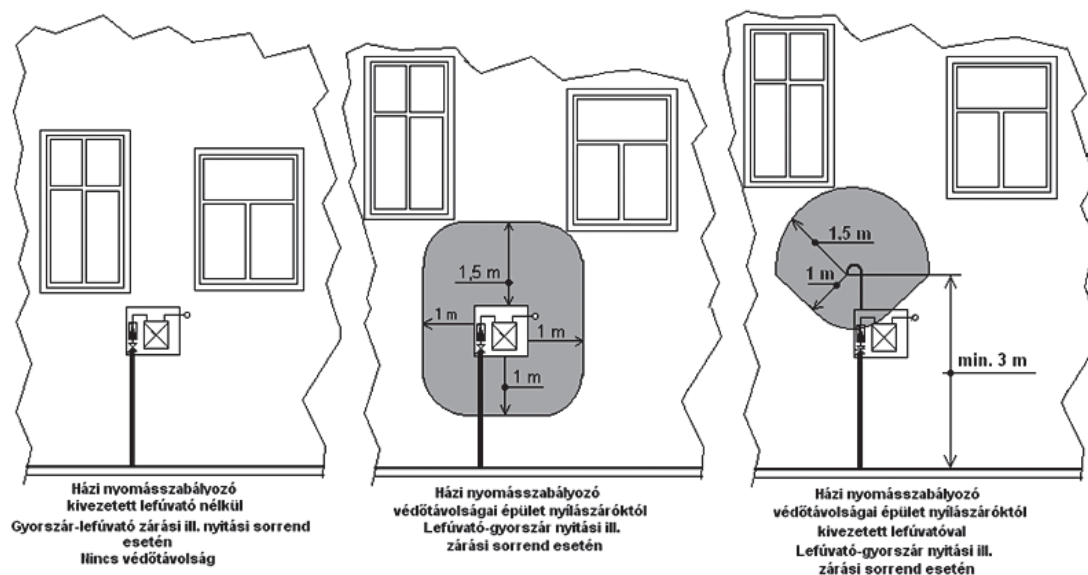 Házi nyomásszabályozó
kivezetett lefúvató nélkül
Gyorszár-lefúvató zárási ill. nyitási sorrend
esetén
Nincs védőtávolság
1,5 m
1 m
1 m
1 m
Házi nyomásszabályozó
védőtávolságai épület nyílászáróktól
Lefúvató-gyorszár nyitási ill.
zárási sorrend esetén
1,5 m
1 m
min. 3 m
Házi nyomásszabályozó
védőtávolságai épület nyílászáróktól
kivezetett lefúvatóval
Lefúvató-gyorszár nyitási ill.
zárási sorrend esetén